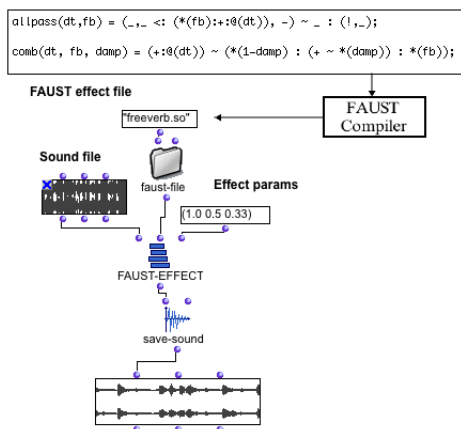 allpass(dt,fb) = (_,_ <: (*(fb):+:@(dt)), -) ~ _ : (!,_);
comb(dt, fb, damp) = (+:@(dt)) ~ (*(1-damp) : (+ ~ *(damp)) : *(fb));
FAUST effect file
"freeverb.so"
FAUST
Compiler
Sound file
faust-file
Effect params
(1.0 0.5 0.33)
FAUST-EFFECT
save-sound